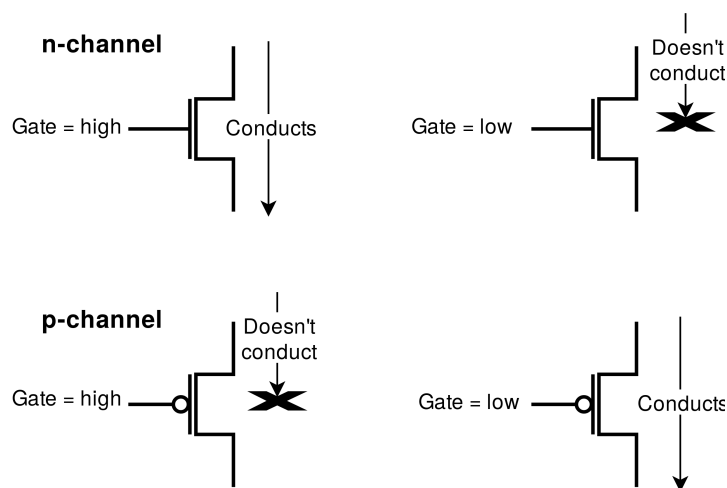 n-channel
Gate = high
Conducts
Gate = low
Doesn't
conduct
p-channel
Gate = high
Doesn't
conduct
Gate = low
Conducts